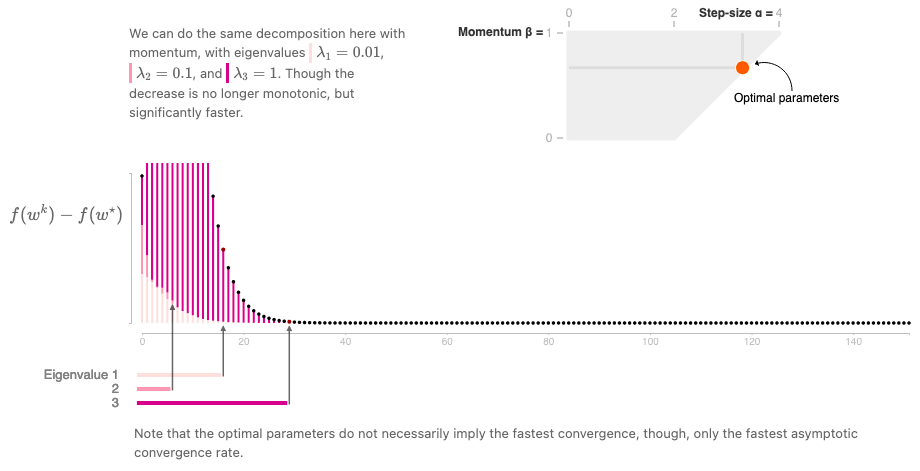 We can do the same decomposition here with
momentum, with eigenvalues λ₁ = 0.01,
λ₂ = 0.1, and λ₃ = 1. Though the
decrease is no longer monotonic, but
significantly faster.
0 2 Step-size α = 4
Momentum β = 1
0
Optimal parameters
f(wᵏ) − f(w⋆)
0 20 40 60 80 100 120 140
Eigenvalue 1
2
3
Note that the optimal parameters do not necessarily imply the fastest convergence, though, only the fastest asymptotic
convergence rate.